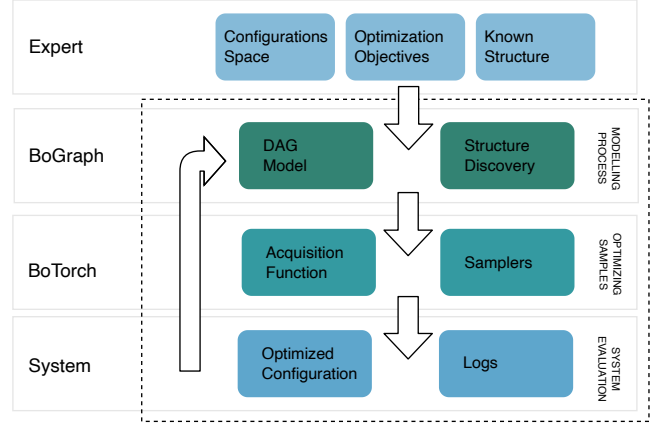 Expert
Configurations
Space
Optimization
Objectives
Known
Structure
BoGraph
DAG
Model
Structure
Discovery
MODELLING
PROCESS
BoTorch
Acquisition
Function
Samplers
OPTIMIZING
SAMPLES
System
Optimized
Configuration
Logs
SYSTEM
EVALUATION